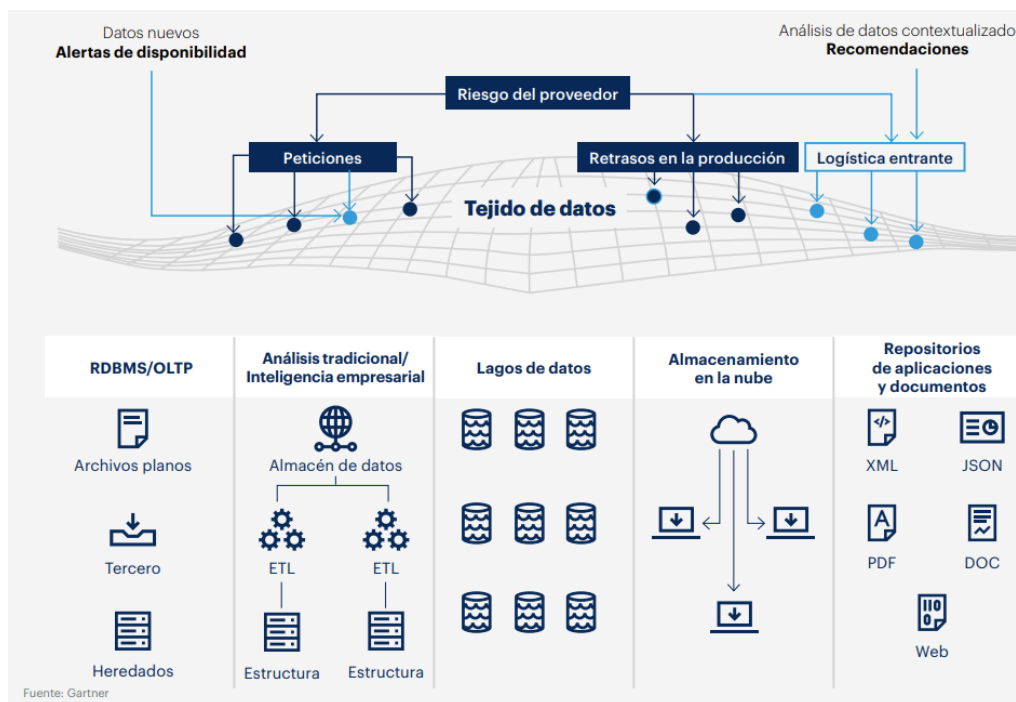 Datos nuevos
Alertas de disponibilidad
Análisis de datos contextualizado
Recomendaciones
Riesgo del proveedor
Peticiones
Retrasos en la producción
Logística entrante
Tejido de datos
RDBMS/OLTP
Análisis tradicional/
Inteligencia empresarial
Lagos de datos
Almacenamiento
en la nube
Repositorios
de aplicaciones
y documentos
Archivos planos
Tercero
Heredados
Almacén de datos
ETL
ETL
Estructura
Estructura
</>
XML
JSON
A
PDF
DOC
110
0
Web
Fuente: Gartner